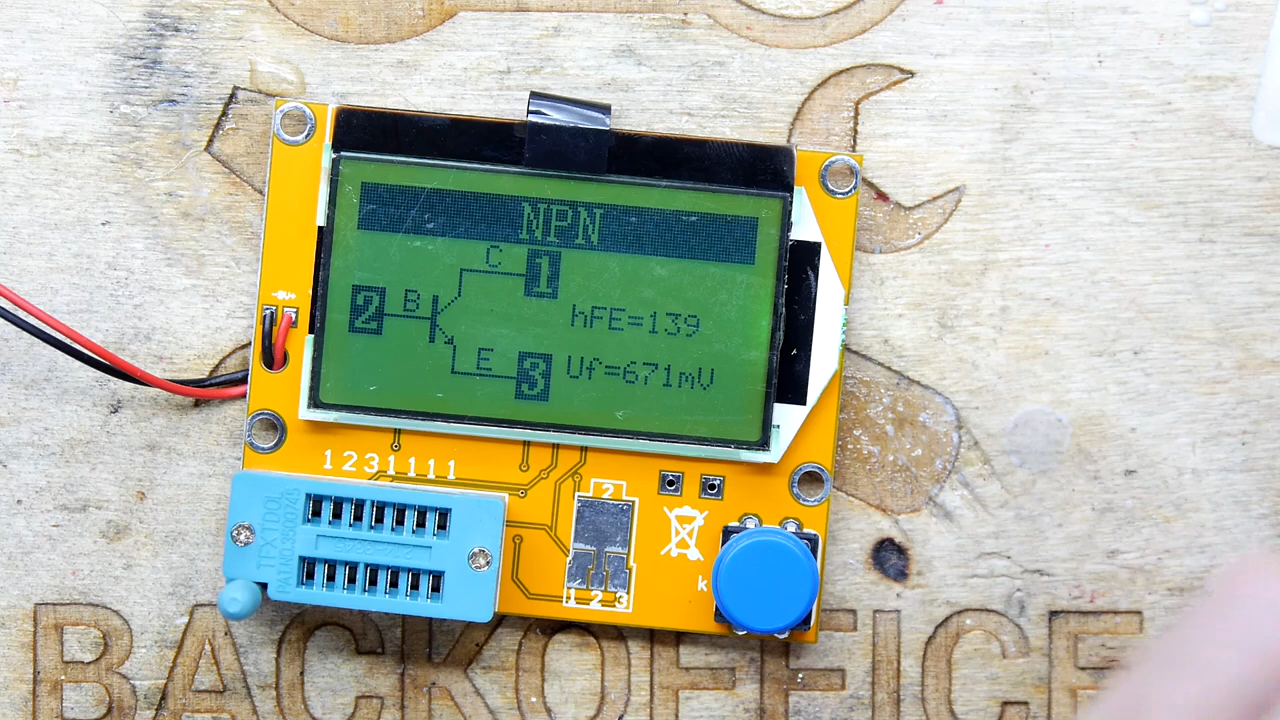 NPN
C 1
2 B
hFE=139
E 3
Uf=671mV
1231111
2
1 2 3
k
BACKOFFICE